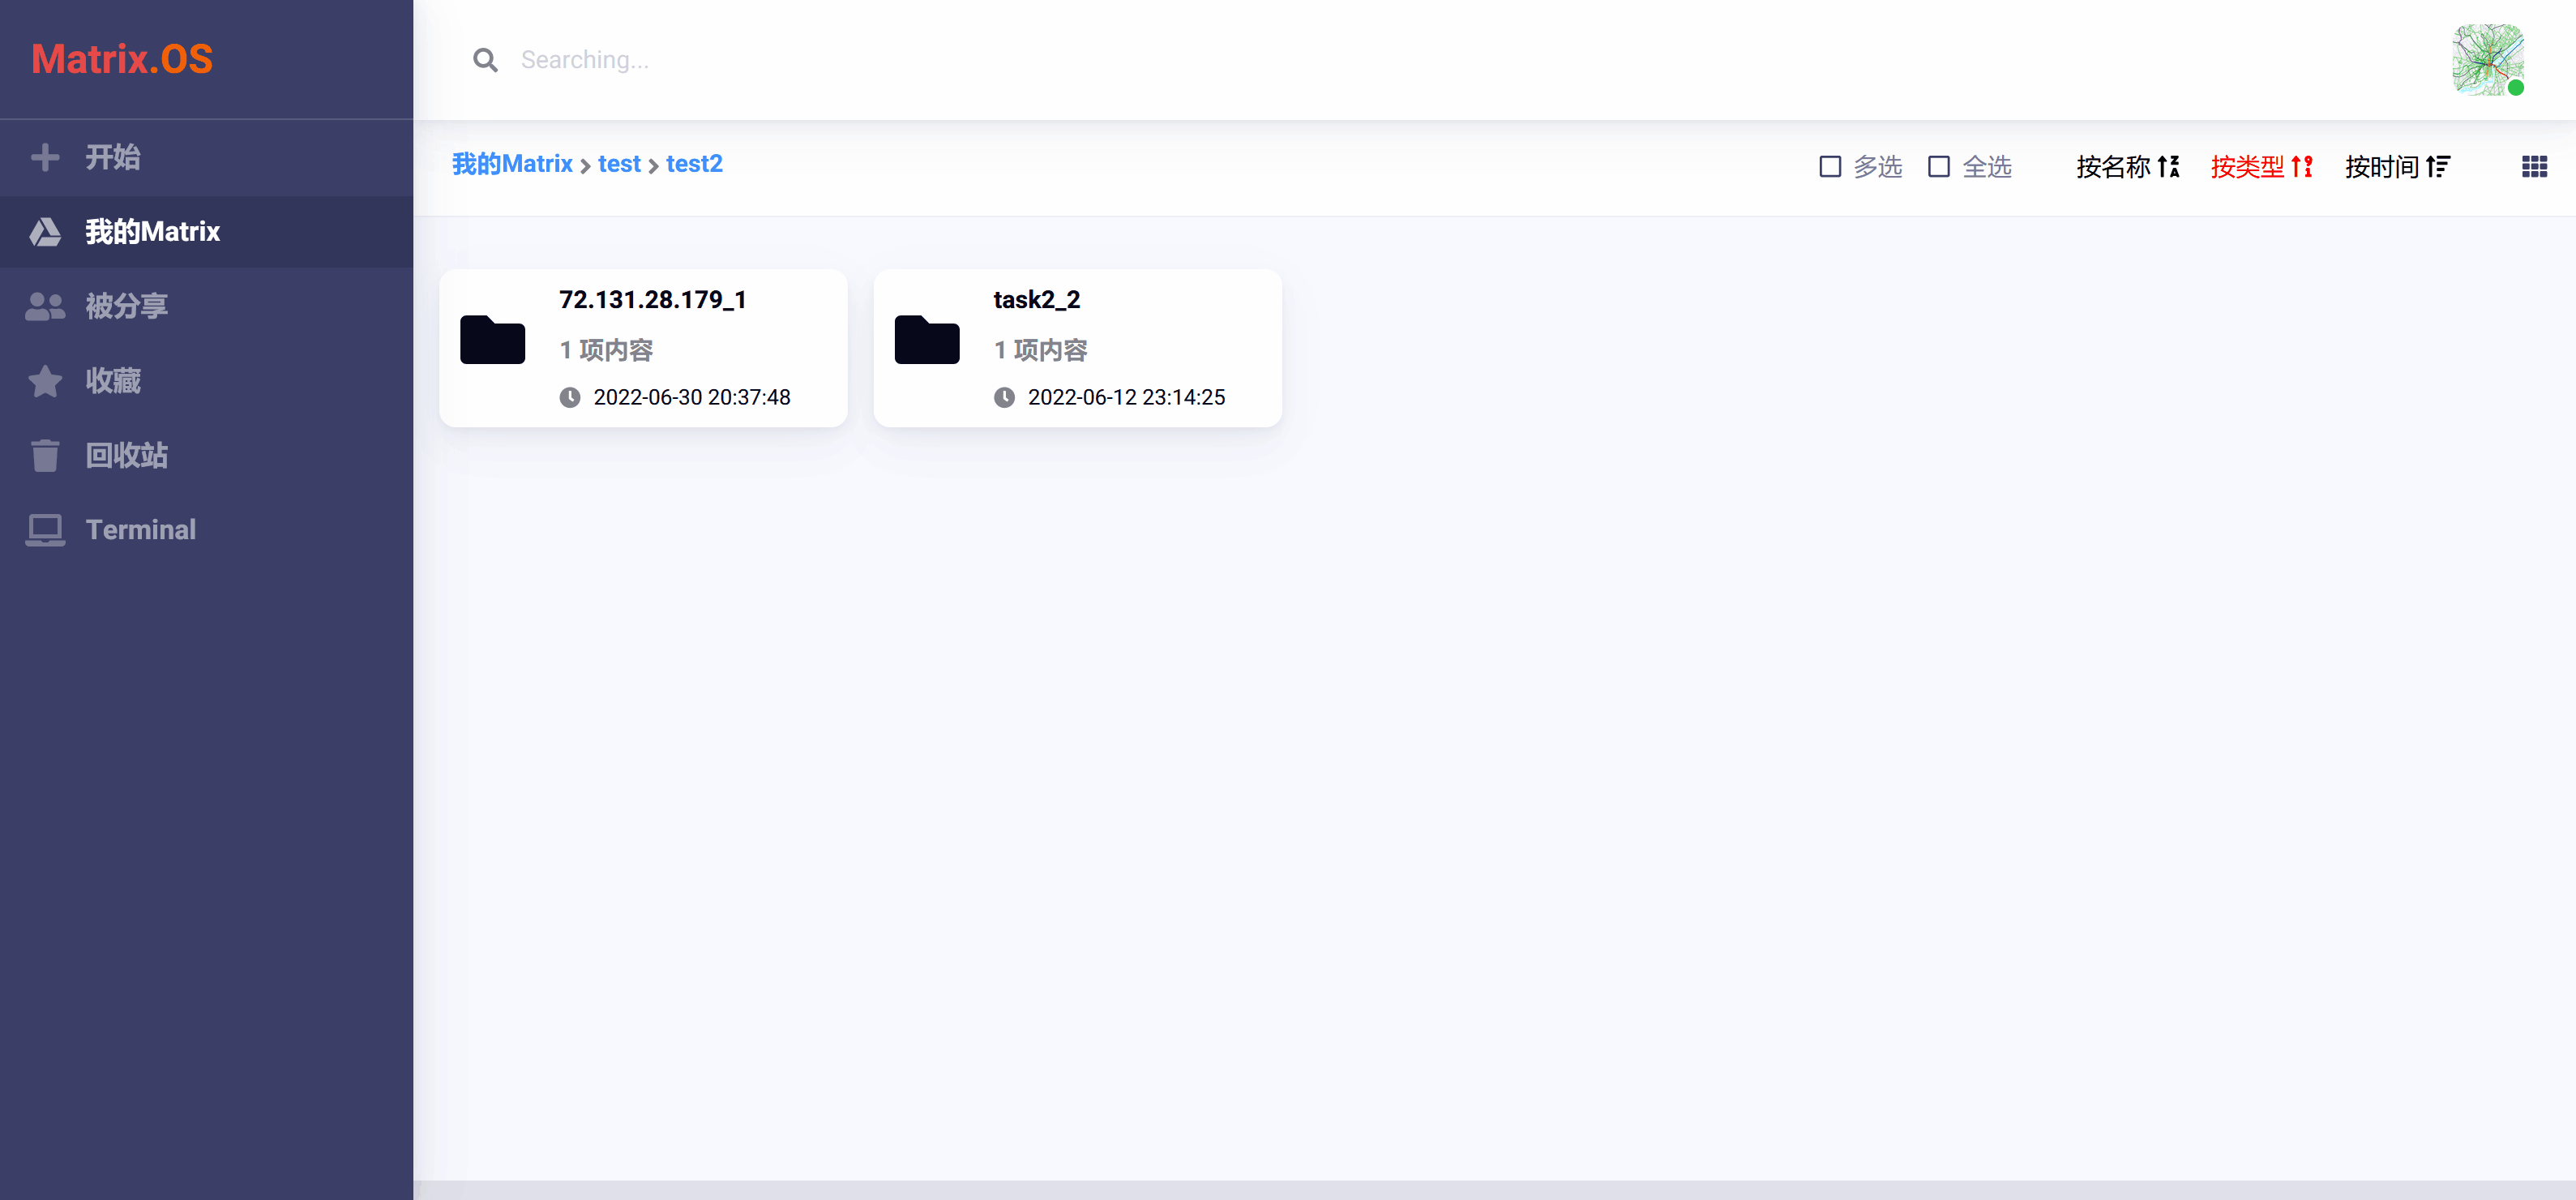 Matrix.OS
开始
我的Matrix
被分享
收藏
回收站
Terminal
Searching...
我的Matrix > test > test2
多选 全选 按名称 按类型 按时间
72.131.28.179_1
1 项内容
2022-06-30 20:37:48
task2_2
1 项内容
2022-06-12 23:14:25